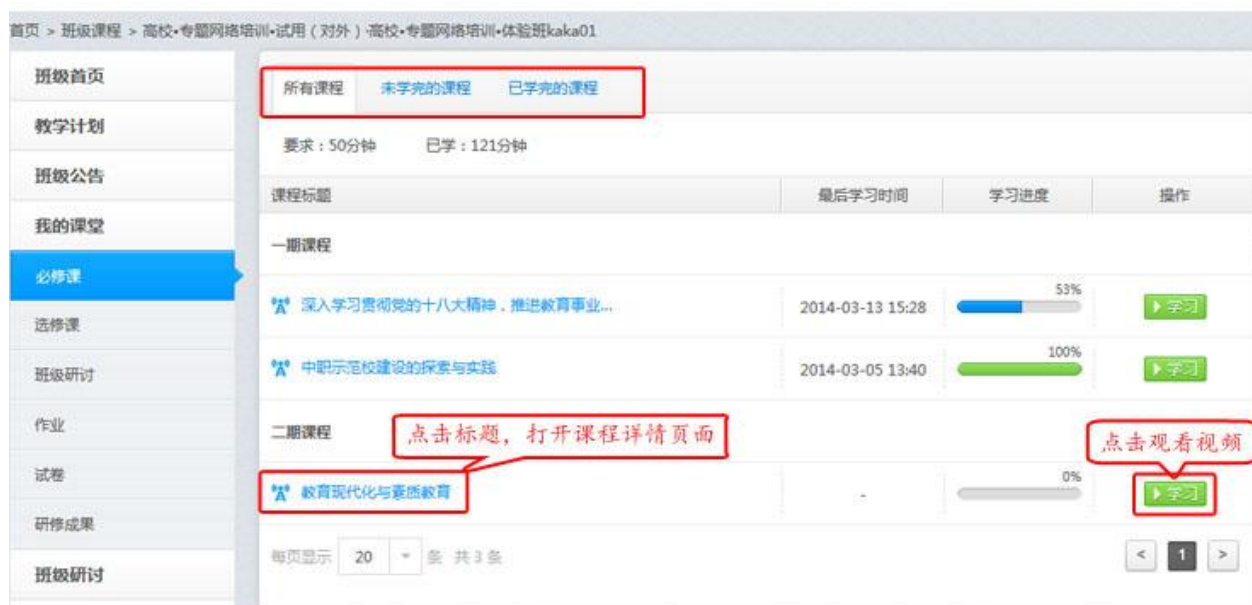 首页 > 班级课程 > 高校•专题网络培训•试用（对外）·高校•专题网络培训•体验班kaka01
班级首页
教学计划
班级公告
我的课堂
必修课
选修课
班级研讨
作业
试卷
研修成果
班级研讨
所有课程 未学完的课程 已学完的课程
要求：50分钟 已学：121分钟
课程标题 最后学习时间 学习进度 操作
一期课程
深入学习贯彻党的十八大精神，推进教育事业... 2014-03-13 15:28 53% 学习
中职示范校建设的探索与实践 2014-03-05 13:40 100% 学习
二期课程
点击标题，打开课程详情页面
点击观看视频
教育现代化与素质教育 - 0% 学习
每页显示 20 条 共3条 < 1 >